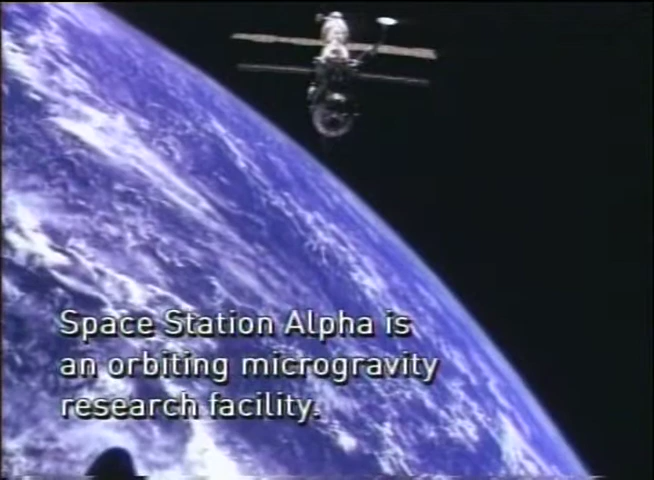 Space Station Alpha is
an orbiting microgravity
research facility.